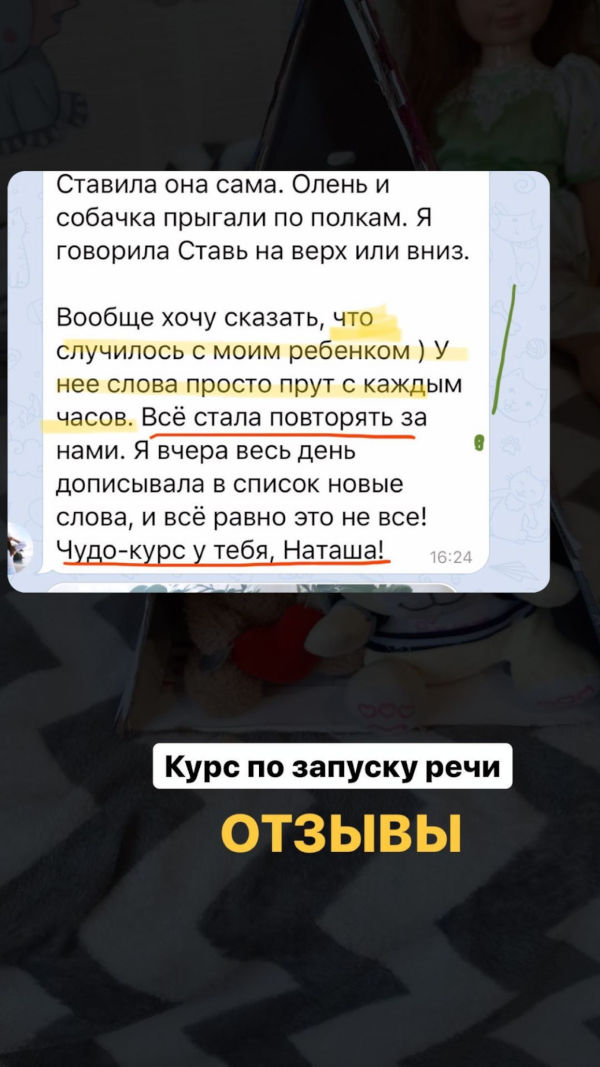 Ставила она сама. Олень и
собачка прыгали по полкам. Я
говорила Ставь на верх или вниз.
Вообще хочу сказать, что
случилось с моим ребенком ) У
нее слова просто прут с каждым
часов. Всё стала повторять за
нами. Я вчера весь день
дописывала в список новые
слова, и всё равно это не все!
Чудо-курс у тебя, Наташа!
16:24
Курс по запуску речи
ОТЗЫВЫ